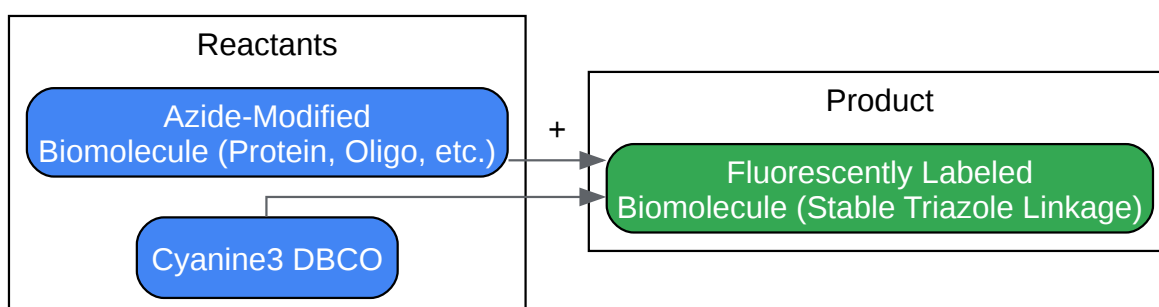 Reactants
Azide-Modified
Biomolecule (Protein, Oligo, etc.)
Cyanine3 DBCO
+
Product
Fluorescently Labeled
Biomolecule (Stable Triazole Linkage)